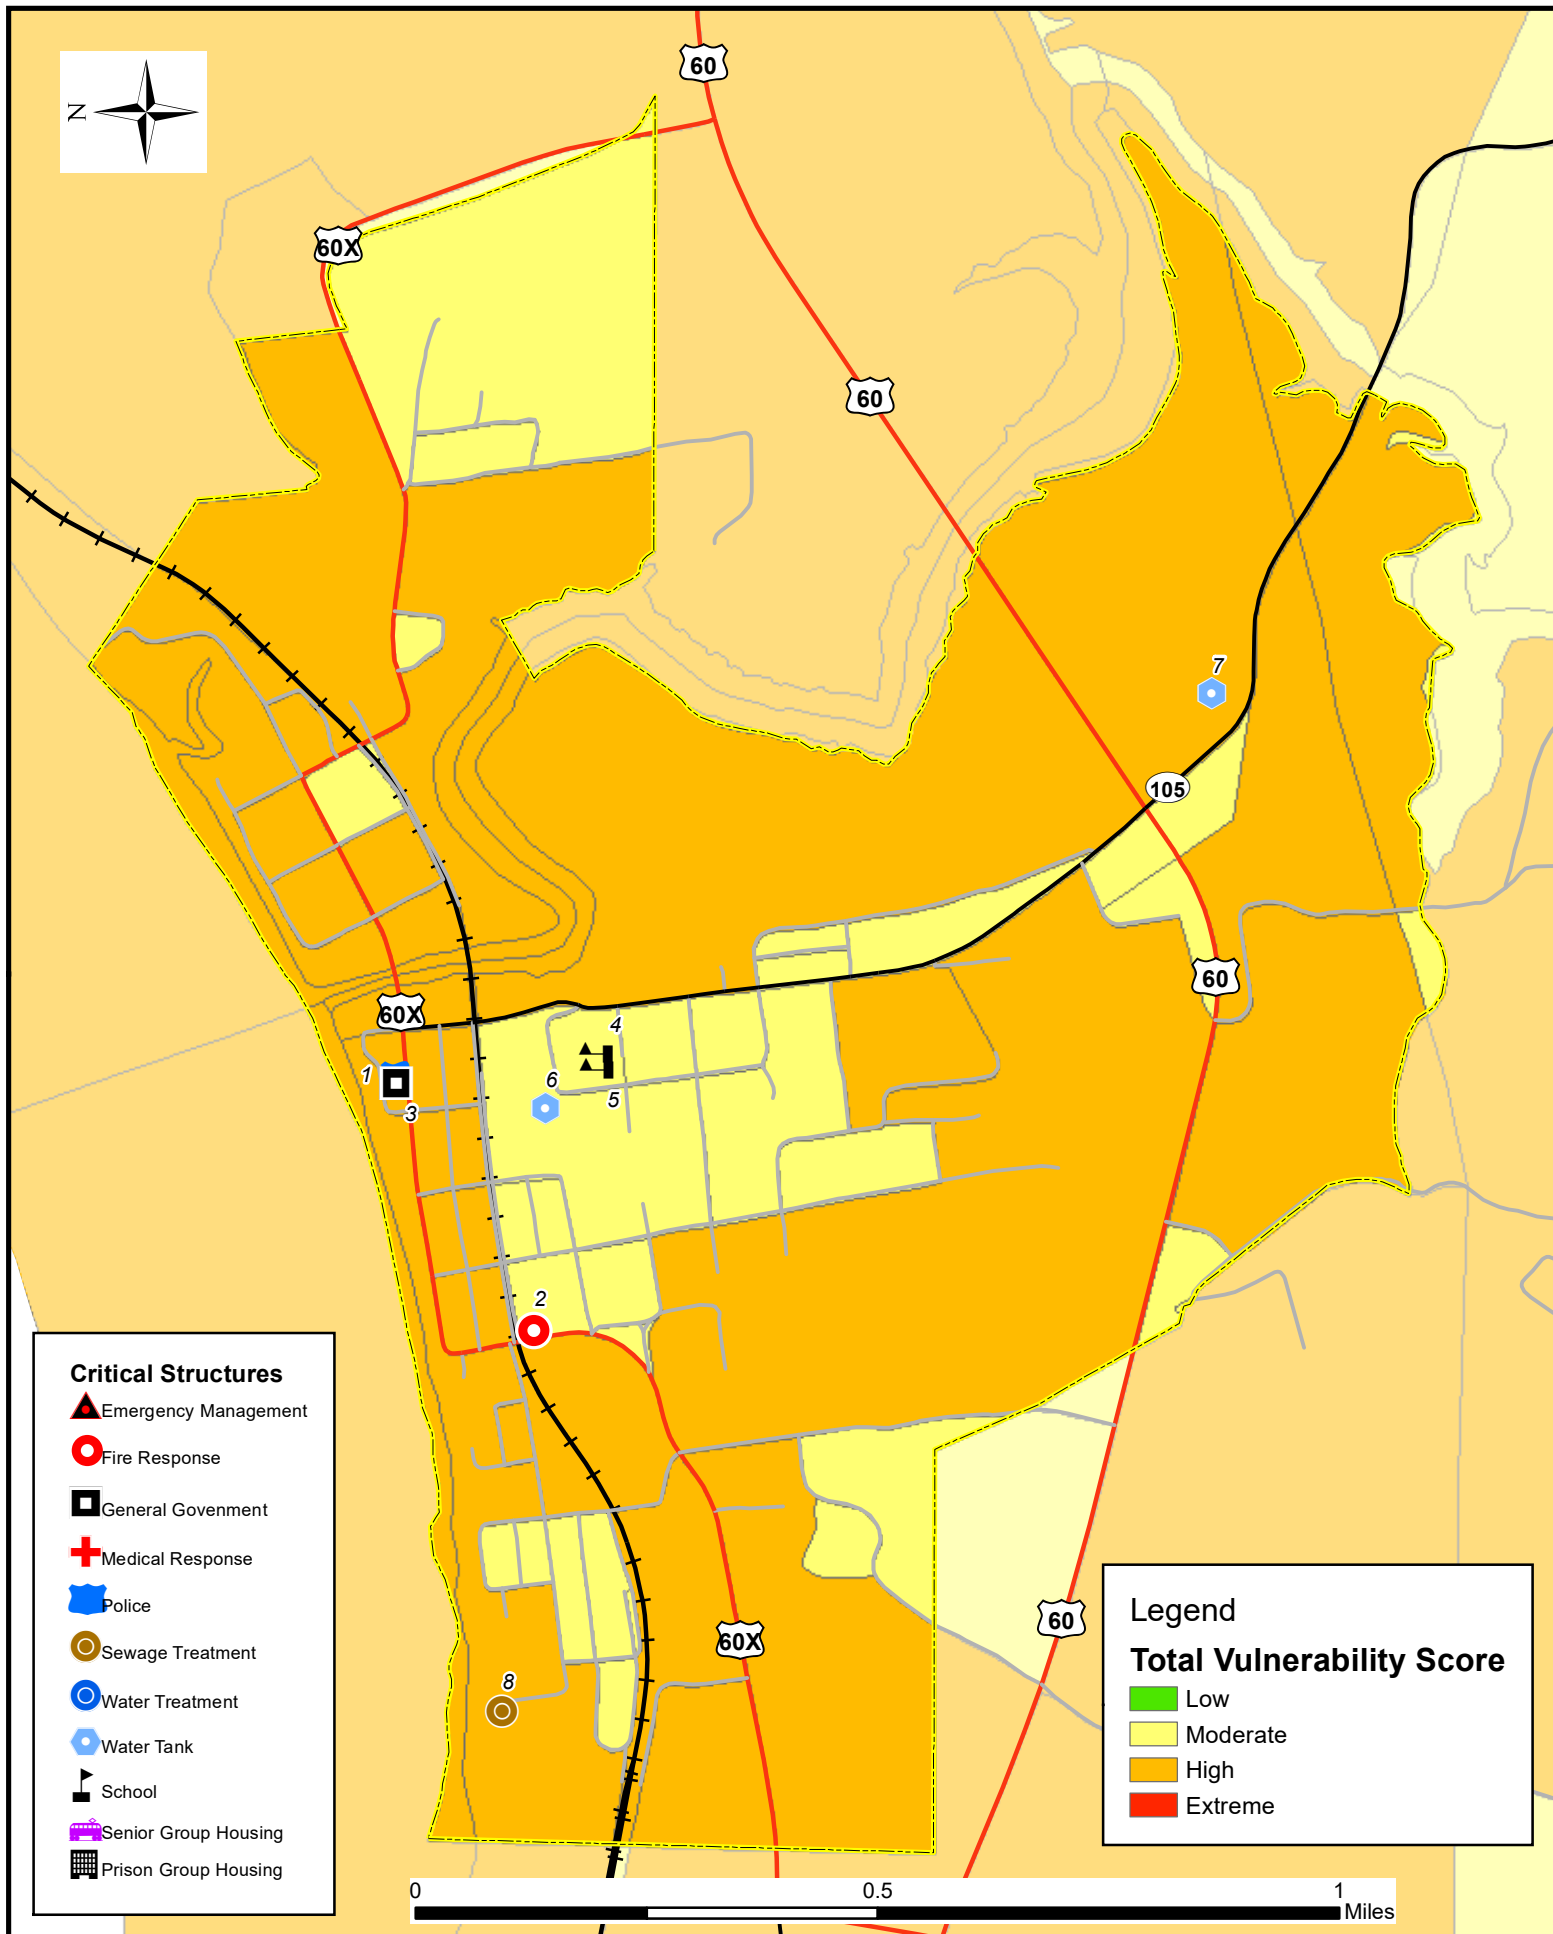 60
N
60X
60
7
105
60
60X
4
1
6
3
5
2
Critical Structures
Emergency Management
Fire Response
General Govenment
Medical Response
Police
Sewage Treatment
Water Treatment
Water Tank
School
Senior Group Housing
Prison Group Housing
60X
60
8
Legend
Total Vulnerability Score
Low
Moderate
High
Extreme
0 0.5 1
Miles